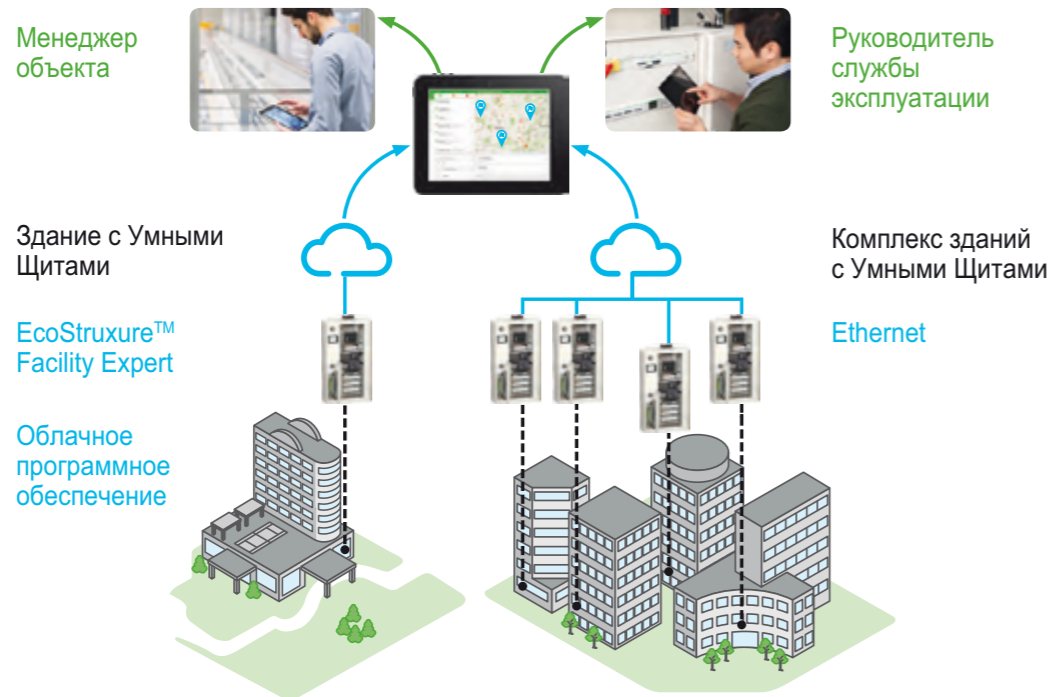 Менеджер
объекта
Руководитель
службы
эксплуатации
Здание с Умными
Щитами
Комплекс зданий
с Умными Щитами
EcoStruxure™
Facility Expert
Ethernet
Облачное
программное
обеспечение